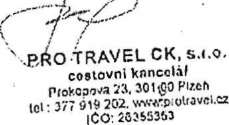 PRO TRAVEL CK, s.r.o.
cestovní kancelář
Prokopova 23, 301 00 Plzeň
tel.: 377 919 202, www.protravel.cz
IČO: 26355363